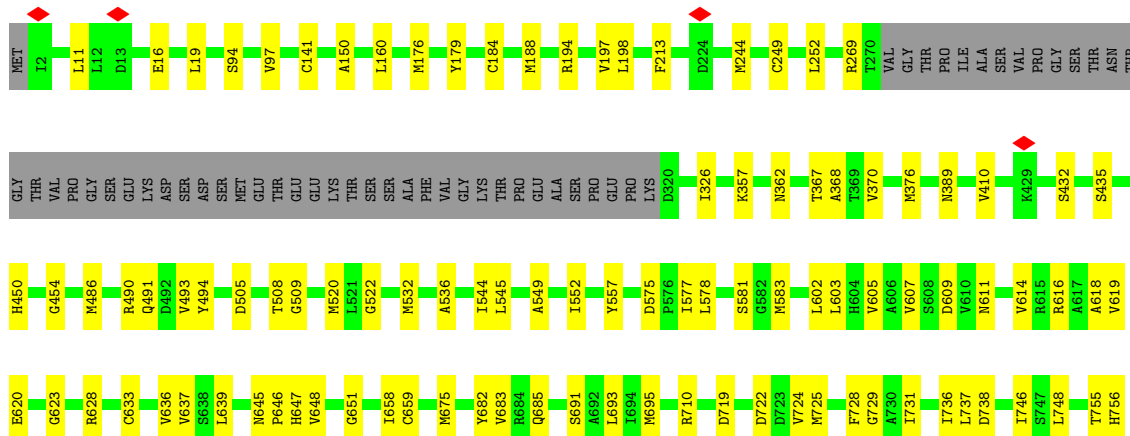 MET I2 L11 L12 D13 E16 L19 S94 V97 C141 A150 L160 M176 Y179 C184 M188 R194 V197 L198 F213 D224 M244 C249 L252 R269 T270 VAL GLY THR PRO ILE ALA SER VAL PRO GLY SER THR ASN
GLY THR VAL PRO GLY SER GLU LYS ASP SER ASP SER MET GLU THR GLU GLU LYS THR SER SER ALA PHE VAL GLY LYS THR PRO GLU ALA SER PRO GLU PRO LYS D320 I326 K357 N362 T367 A368 T369 V370 M376 N389 V410 K429 S432 S435
H450 G454 M486 R490 Q491 D492 V493 Y494 D505 T508 G509 M520 L521 G522 M532 A536 I544 L545 A549 I552 Y557 D575 P576 I577 L578 S581 G582 M583 L602 L603 H604 V605 A606 V607 S608 D609 V610 N611 V614 R615 R616 A617 A618 V619
E620 G623 R628 C633 V636 V637 S638 L639 N645 P646 H647 V648 G651 I658 C659 M675 Y682 V683 R684 Q685 S691 A692 L693 I694 M695 R710 D719 D722 D723 V724 M725 F728 G729 A730 I731 I736 L737 D738 I746 S747 L748 T755 H756